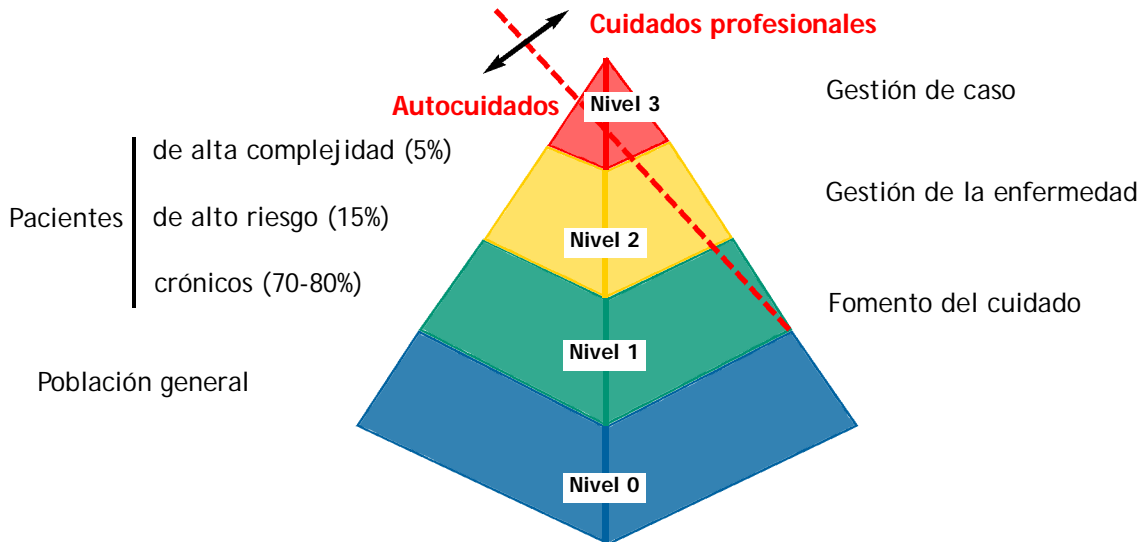 Cuidados profesionales
Autocuidados
Nivel 3
Gestión de caso
de alta complejidad (5%)
Pacientes
de alto riesgo (15%)
Gestión de la enfermedad
Nivel 2
crónicos (70-80%)
Fomento del cuidado
Nivel 1
Población general
Nivel 0